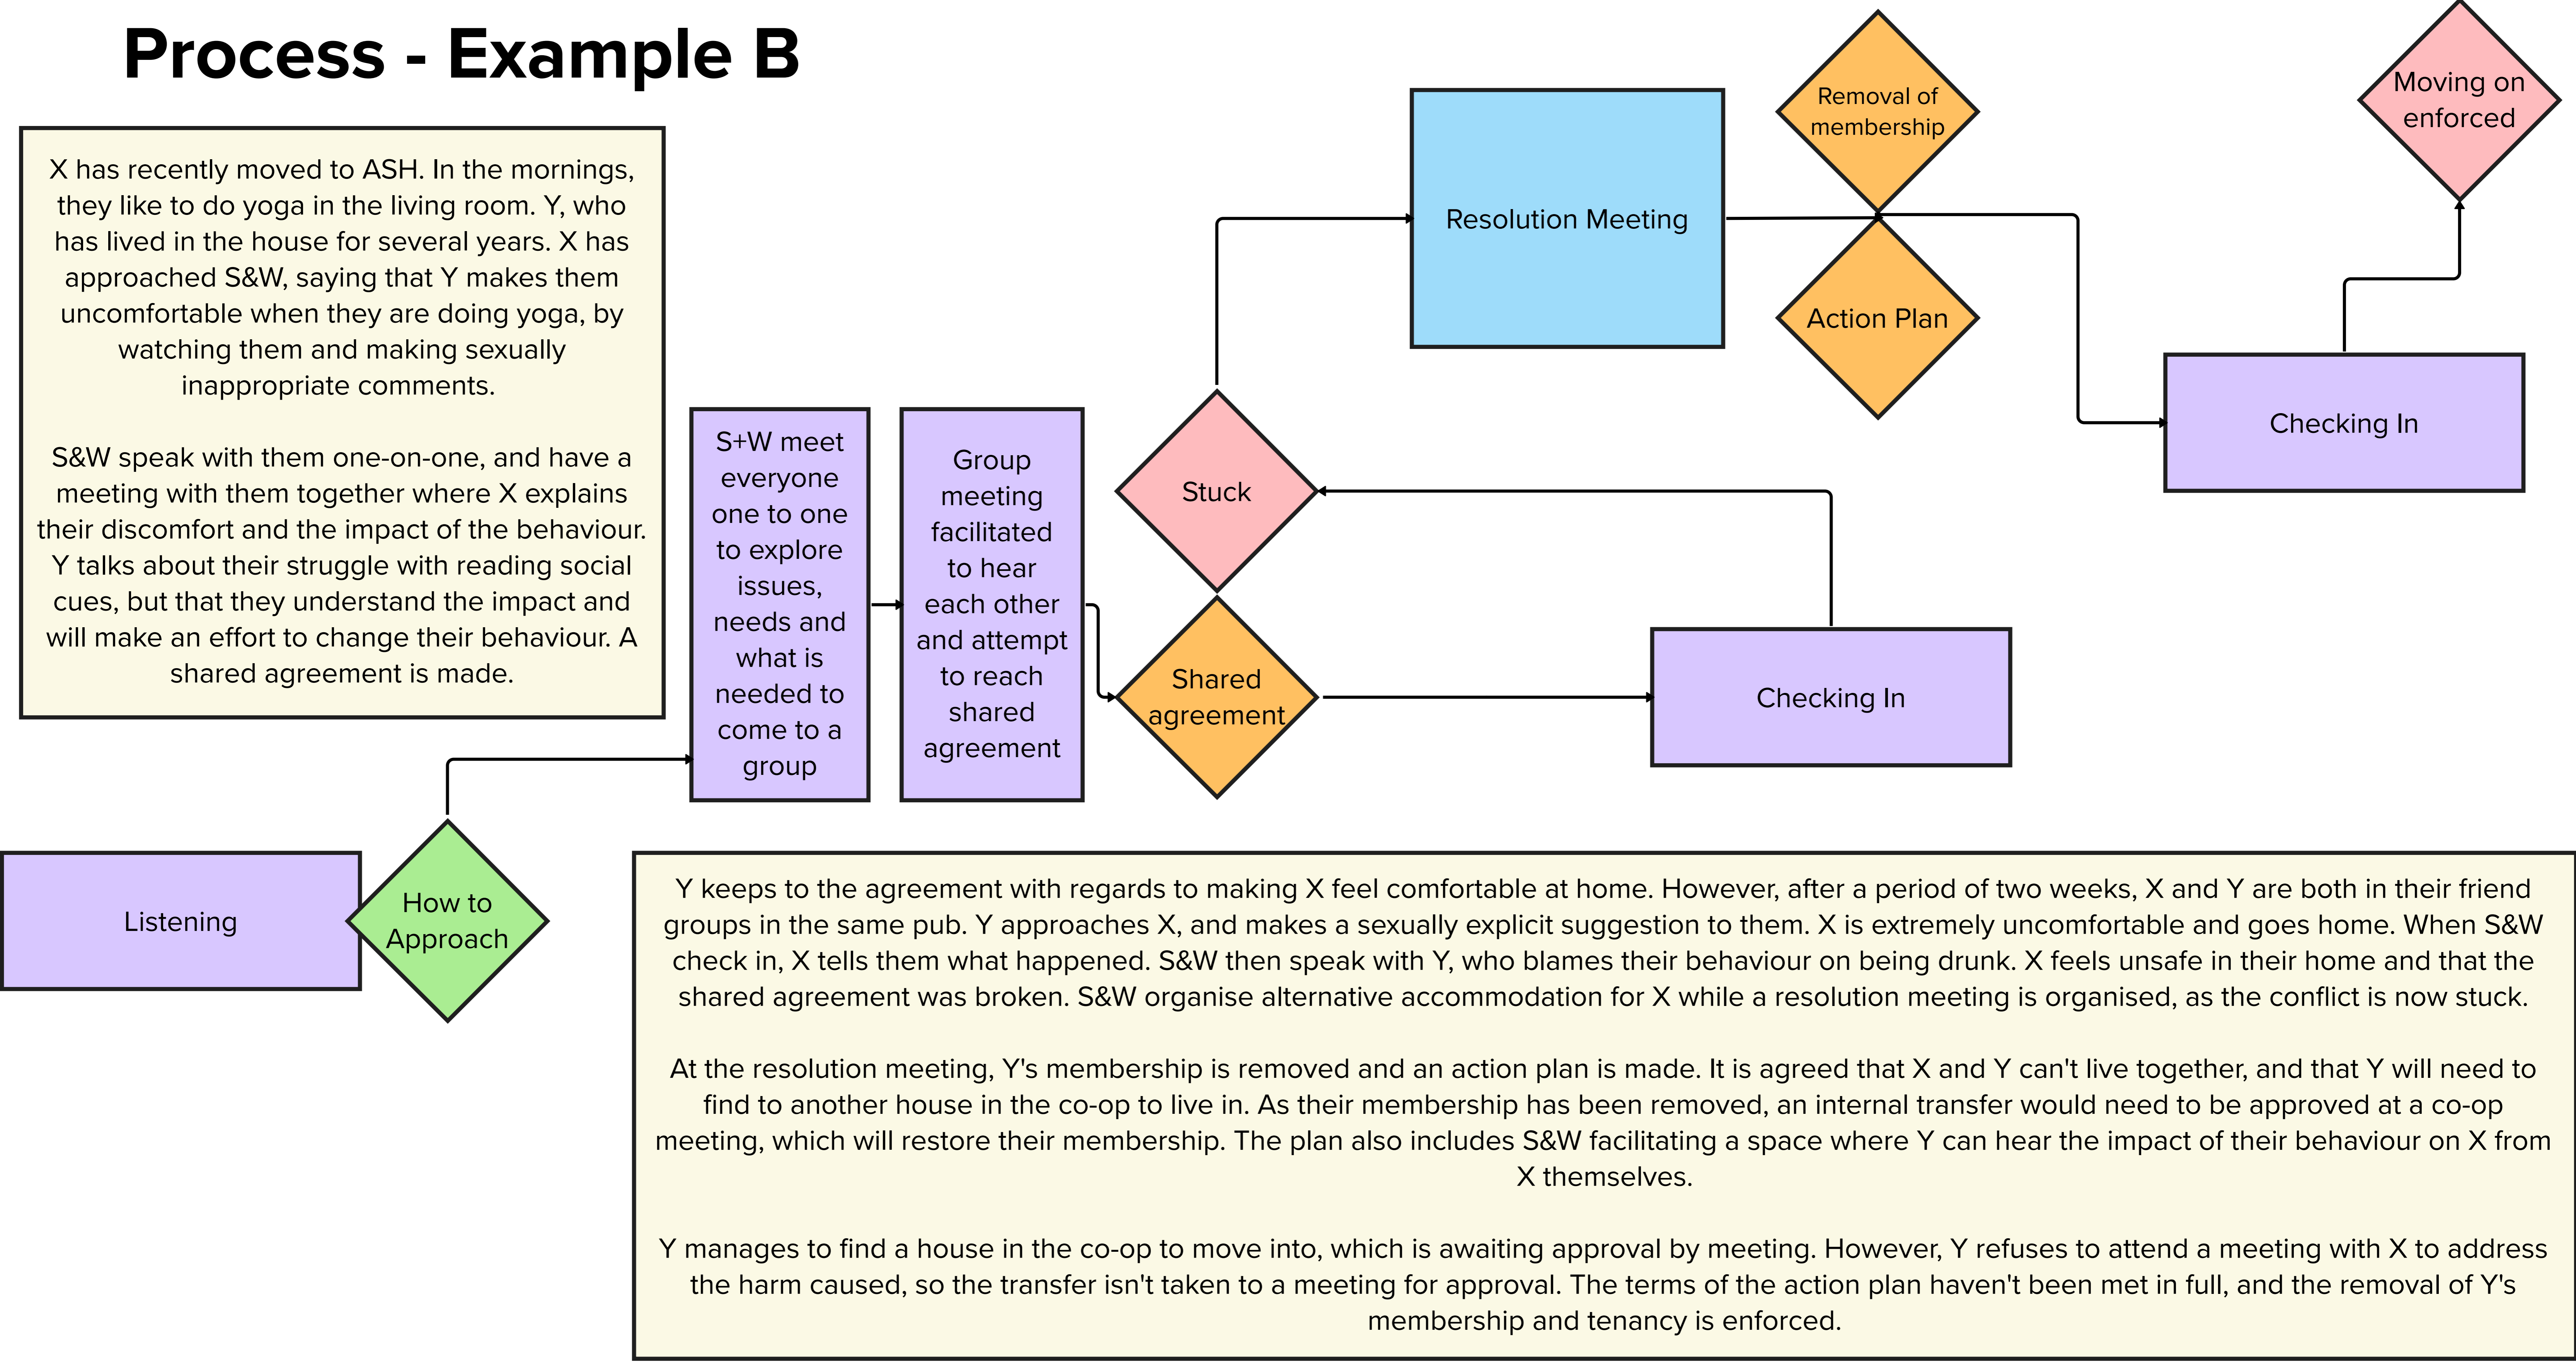 Process - Example B
X has recently moved to ASH. In the mornings,
they like to do yoga in the living room. Y, who
has lived in the house for several years. X has
approached S&W, saying that Y makes them
uncomfortable when they are doing yoga, by
watching them and making sexually
inappropriate comments.
S&W speak with them one-on-one, and have a
meeting with them together where X explains
their discomfort and the impact of the behaviour.
Y talks about their struggle with reading social
cues, but that they understand the impact and
will make an effort to change their behaviour. A
shared agreement is made.
Listening
How to
Approach
S+W meet
everyone
one to one
to explore
issues,
needs and
what is
needed to
come to a
group
Group
meeting
facilitated
to hear
each other
and attempt
to reach
shared
agreement
Shared
agreement
Checking In
Stuck
Resolution Meeting
Removal of
membership
Action Plan
Checking In
Moving on
enforced
Y keeps to the agreement with regards to making X feel comfortable at home. However, after a period of two weeks, X and Y are both in their friend
groups in the same pub. Y approaches X, and makes a sexually explicit suggestion to them. X is extremely uncomfortable and goes home. When S&W
check in, X tells them what happened. S&W then speak with Y, who blames their behaviour on being drunk. X feels unsafe in their home and that the
shared agreement was broken. S&W organise alternative accommodation for X while a resolution meeting is organised, as the conflict is now stuck.
At the resolution meeting, Y's membership is removed and an action plan is made. It is agreed that X and Y can't live together, and that Y will need to
find to another house in the co-op to live in. As their membership has been removed, an internal transfer would need to be approved at a co-op
meeting, which will restore their membership. The plan also includes S&W facilitating a space where Y can hear the impact of their behaviour on X from
X themselves.
Y manages to find a house in the co-op to move into, which is awaiting approval by meeting. However, Y refuses to attend a meeting with X to address
the harm caused, so the transfer isn't taken to a meeting for approval. The terms of the action plan haven't been met in full, and the removal of Y's
membership and tenancy is enforced.